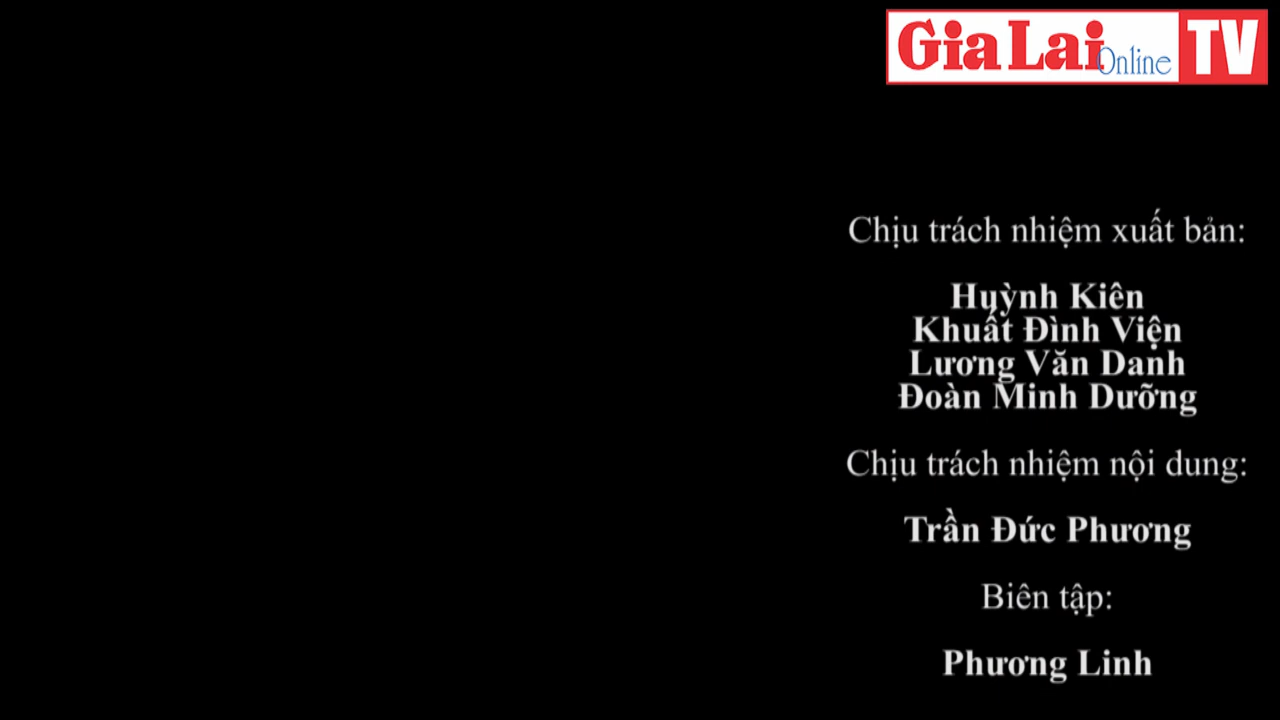 Gia Lai Online TV
Chịu trách nhiệm xuất bản:
Huỳnh Kiên
Khuất Đình Viện
Lương Văn Danh
Đoàn Minh Dưỡng
Chịu trách nhiệm nội dung:
Trần Đức Phương
Biên tập:
Phương Linh